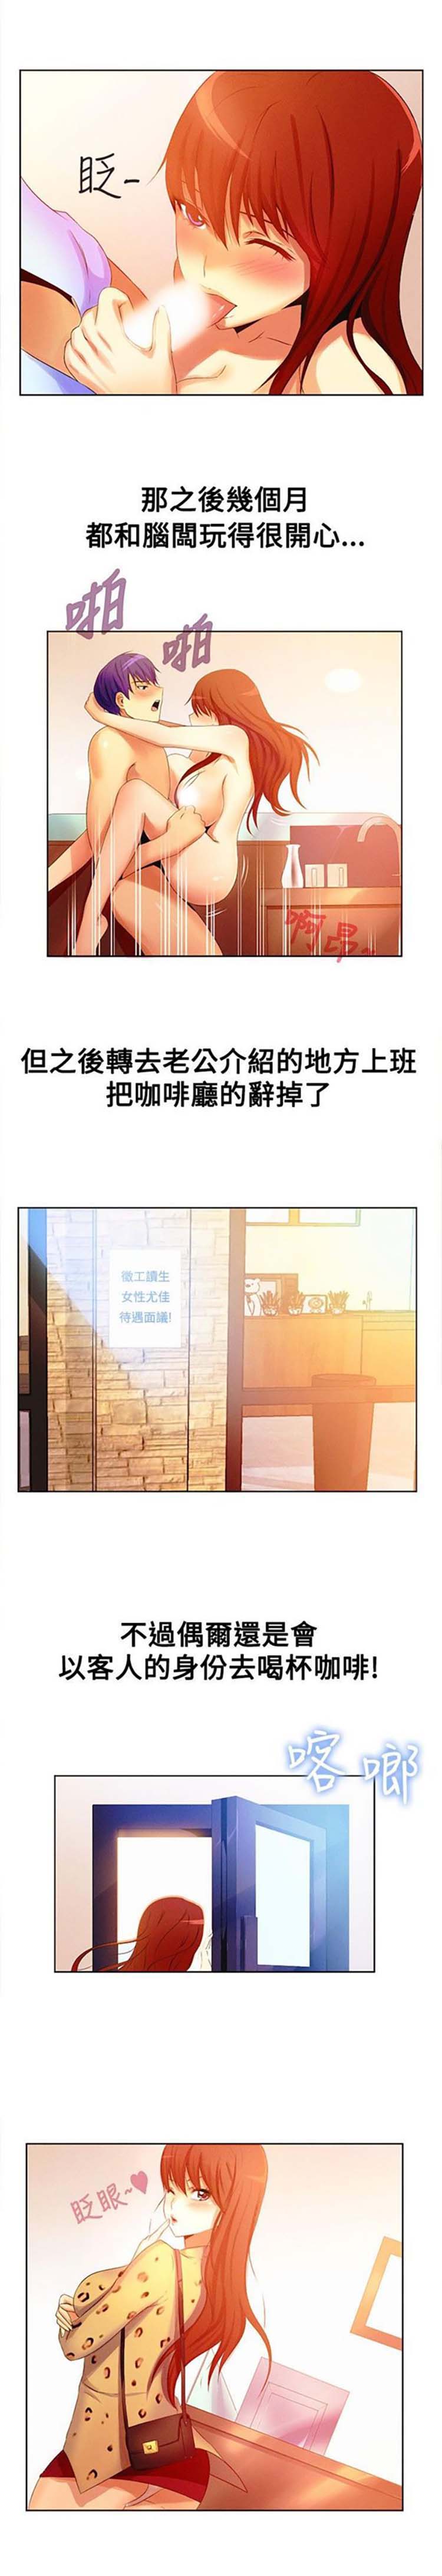 眨~
那之後幾個月
都和腦闆玩得很開心...
啪
啪
啊昂~
但之後轉去老公介紹的地方上班
把咖啡廳的辭掉了
徵工讀生
女性尤佳
待遇面議!
不過偶爾還是會
以客人的身份去喝杯咖啡!
喀啷
眨眼~♥